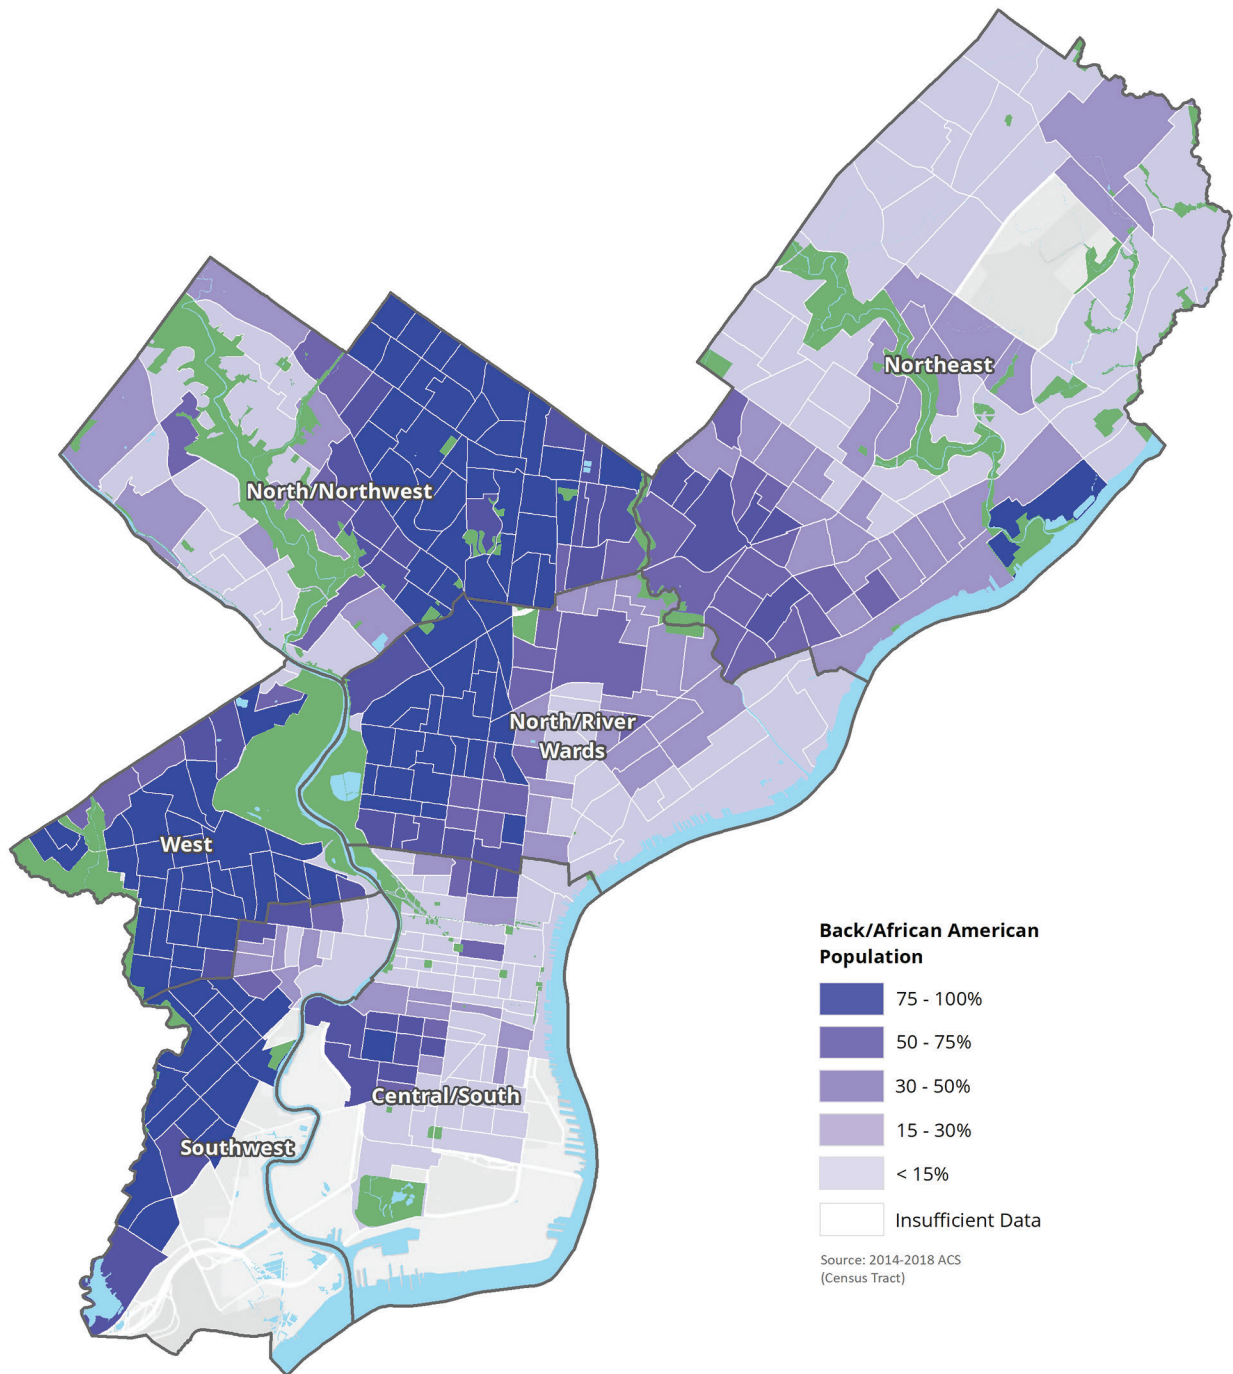 Northeast
North/Northwest
North/River
Wards
West
Central/South
Southwest
Back/African American
Population
75 - 100%
50 - 75%
30 - 50%
15 - 30%
< 15%
Insufficient Data
Source: 2014-2018 ACS
(Census Tract)